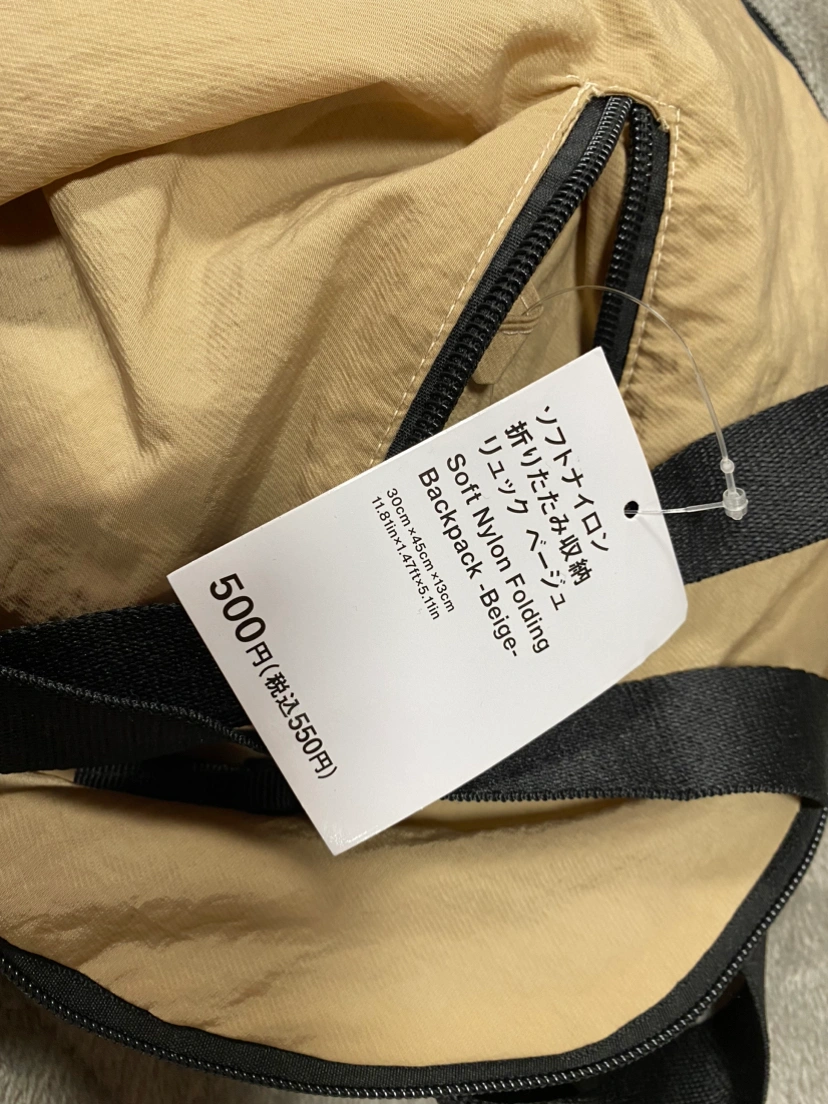 ソフトナイロン
折りたたみ収納
リュック ベージュ
Soft Nylon Folding
Backpack -Beige-
30cm×45cm×13cm
11.81in×1.47ft×5.11in
500円(税込550円)